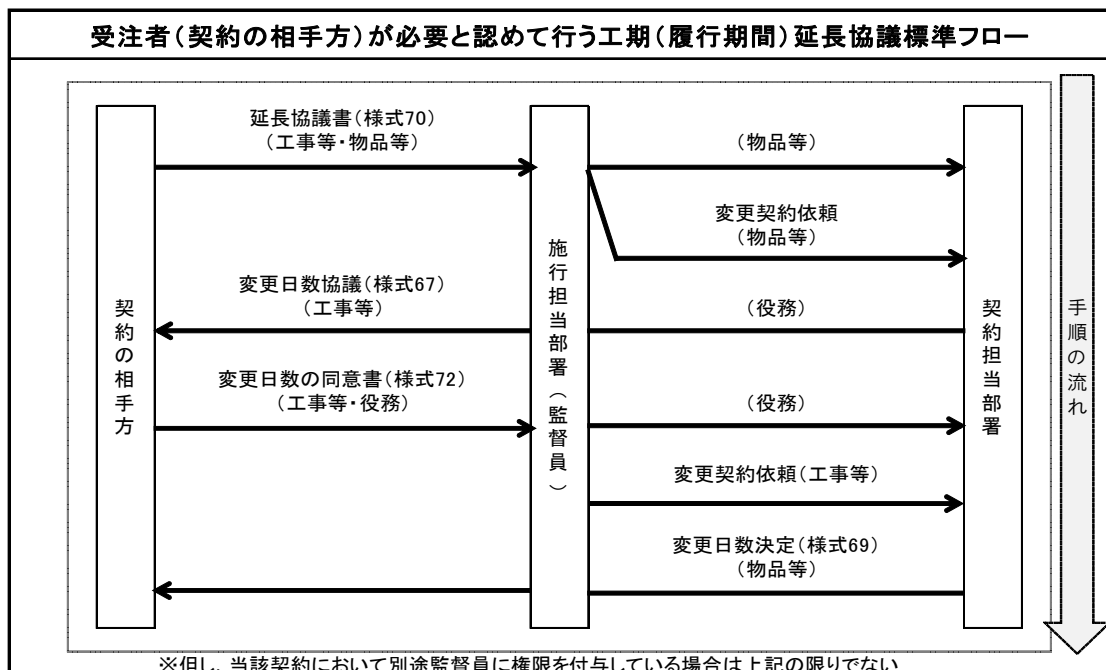 受注者(契約の相手方)が必要と認めて行う工期(履行期間)延長協議標準フロー
延長協議書(様式70)
(工事等・物品等)
(物品等)
変更契約依頼
(物品等)
変更日数協議(様式67)
(工事等)
(役務)
変更日数の同意書(様式72)
(工事等・役務)
(役務)
変更契約依頼(工事等)
変更日数決定(様式69)
(物品等)
契約の相手方
施行担当部署(監督員)
契約担当部署
手順の流れ
※但し、当該契約において別途監督員に権限を付与している場合は上記の限りでない